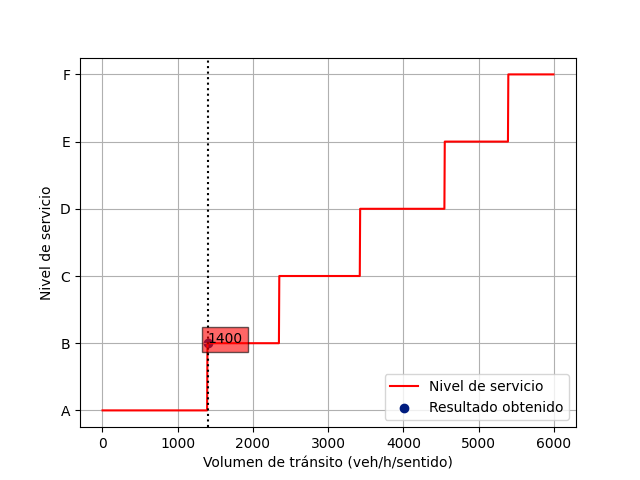 Nivel de servicio
F
E
D
C
B
A
1400
Nivel de servicio
Resultado obtenido
0 1000 2000 3000 4000 5000 6000
Volumen de tránsito (veh/h/sentido)